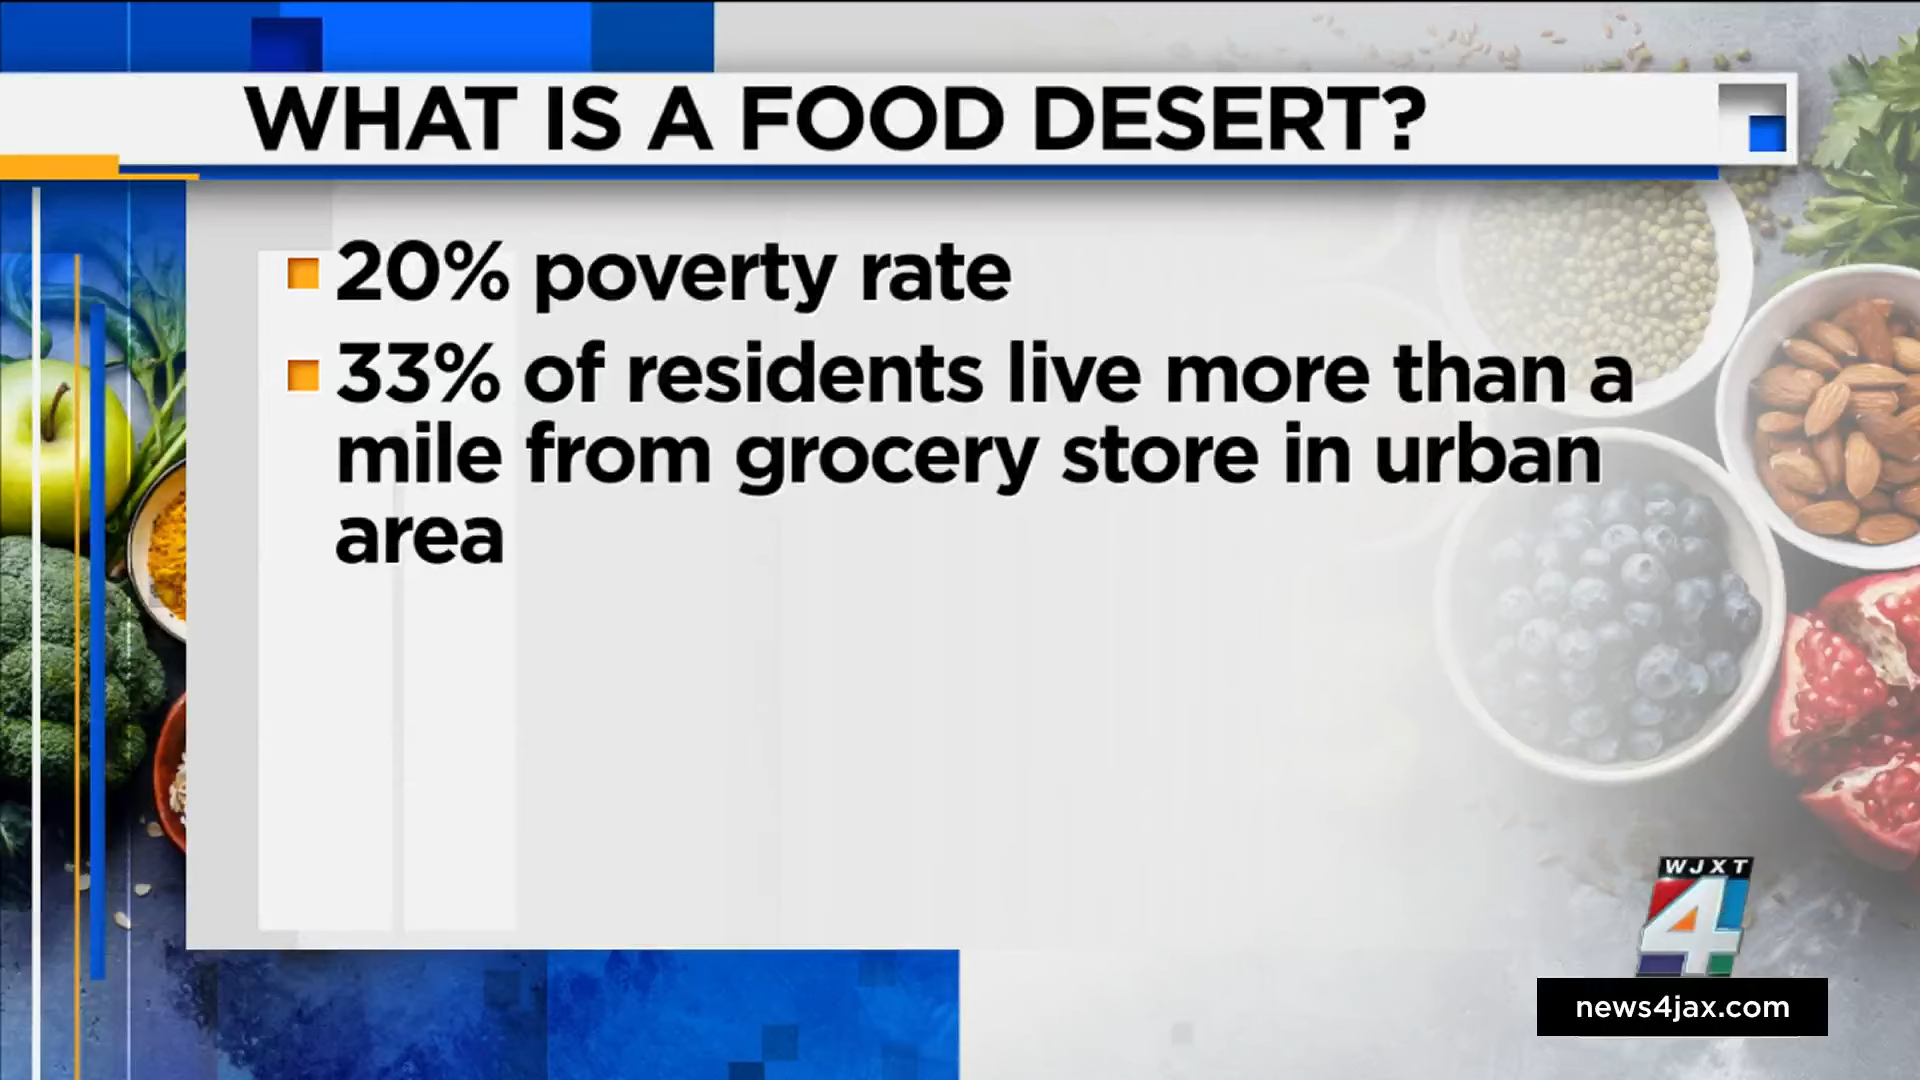 WHAT IS A FOOD DESERT?
20% poverty rate
33% of residents live more than a
mile from grocery store in urban
area
WJXT
4
news4jax.com